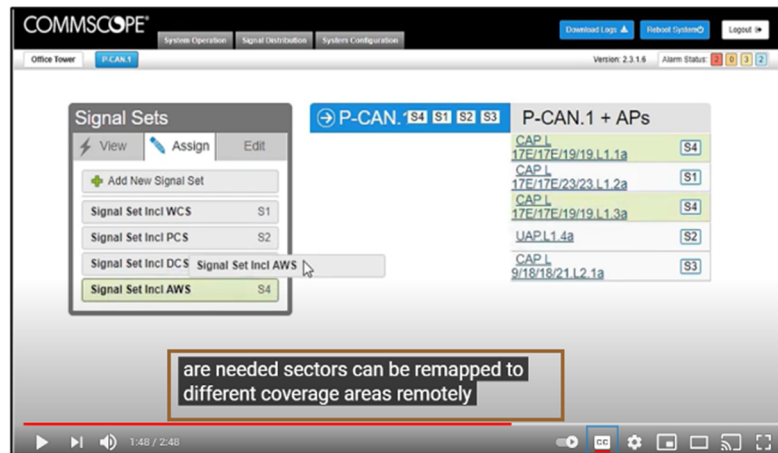 COMMSCOPE®
System Operation Signal Distribution System Configuration
Download Logs Reboot System Logout
Office Tower P-CAN.1 Version: 2.3.1.6 Alarm Status: 2 0 3 2
Signal Sets
View Assign Edit
Add New Signal Set
Signal Set Incl WCS S1
Signal Set Incl PCS S2
Signal Set Incl DCS
Signal Set Incl AWS
Signal Set Incl AWS S4
P-CAN.1 S4 S1 S2 S3
P-CAN.1 + APs
CAP L
17E/17E/19/19.L1.1a S4
CAP L
17E/17E/23/23.L1.2a S1
CAP L
17E/17E/19/19.L1.3a S4
UAP.L1.4a S2
CAP L
9/18/18/21.L2.1a S3
are needed sectors can be remapped to
different coverage areas remotely
1:48 / 2:48
CC